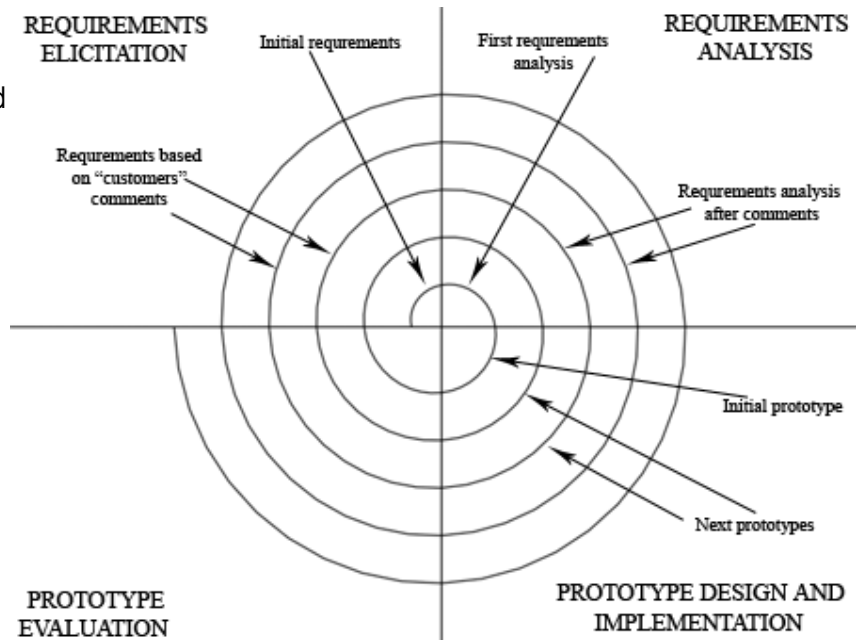 REQUIREMENTS
ELICITATION
Initial requrements
First requrements
analysis
REQUIREMENTS
ANALYSIS
d
Requrements based
on “customers”
comments
Requrements analysis
after comments
Initial prototype
Next prototypes
PROTOTYPE
EVALUATION
PROTOTYPE DESIGN AND
IMPLEMENTATION